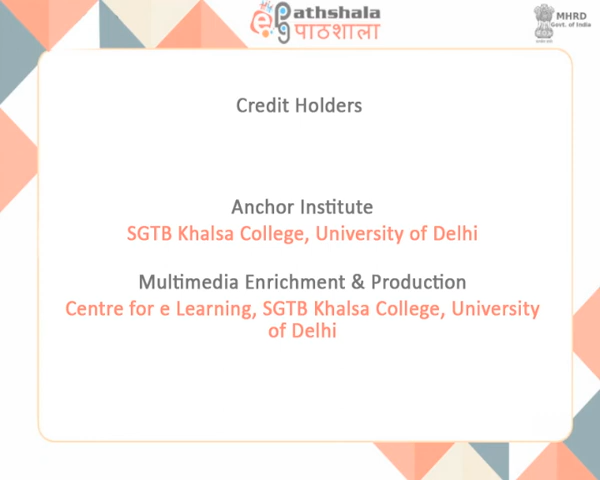 ePathshala
पाठशाला
MHRD
Govt. of India
Credit Holders
Anchor Institute
SGTB Khalsa College, University of Delhi
Multimedia Enrichment & Production
Centre for e Learning, SGTB Khalsa College, University
of Delhi